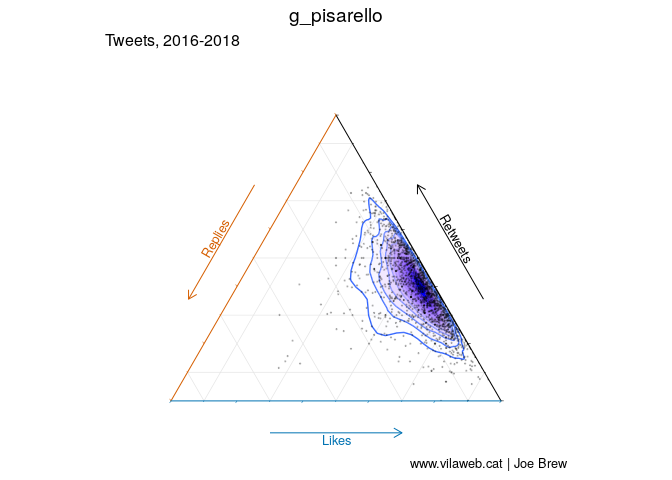 g_pisarello
Tweets, 2016-2018
Replies
Retweets
Likes
www.vilaweb.cat | Joe Brew